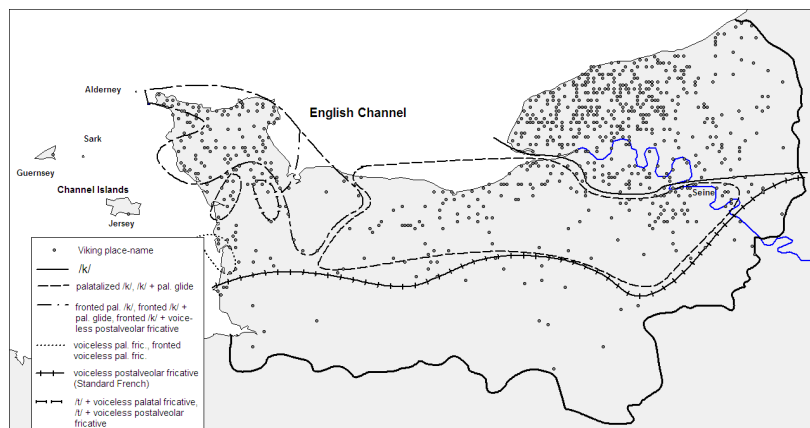 Alderney
English Channel
Sark
Guernsey
Channel Islands
Seine
Jersey
Viking place-name
/k/
palatalized /k/, /k/ + pal. glide
fronted pal. /k/, fronted /k/ +
pal. glide, fronted /k/ + voice-
less postalveolar fricative
voiceless pal. fric., fronted
voiceless pal. fric.
voiceless postalveolar fricative
(Standard French)
/t/ + voiceless palatal fricative,
/t/ + voiceless postalveolar
fricative